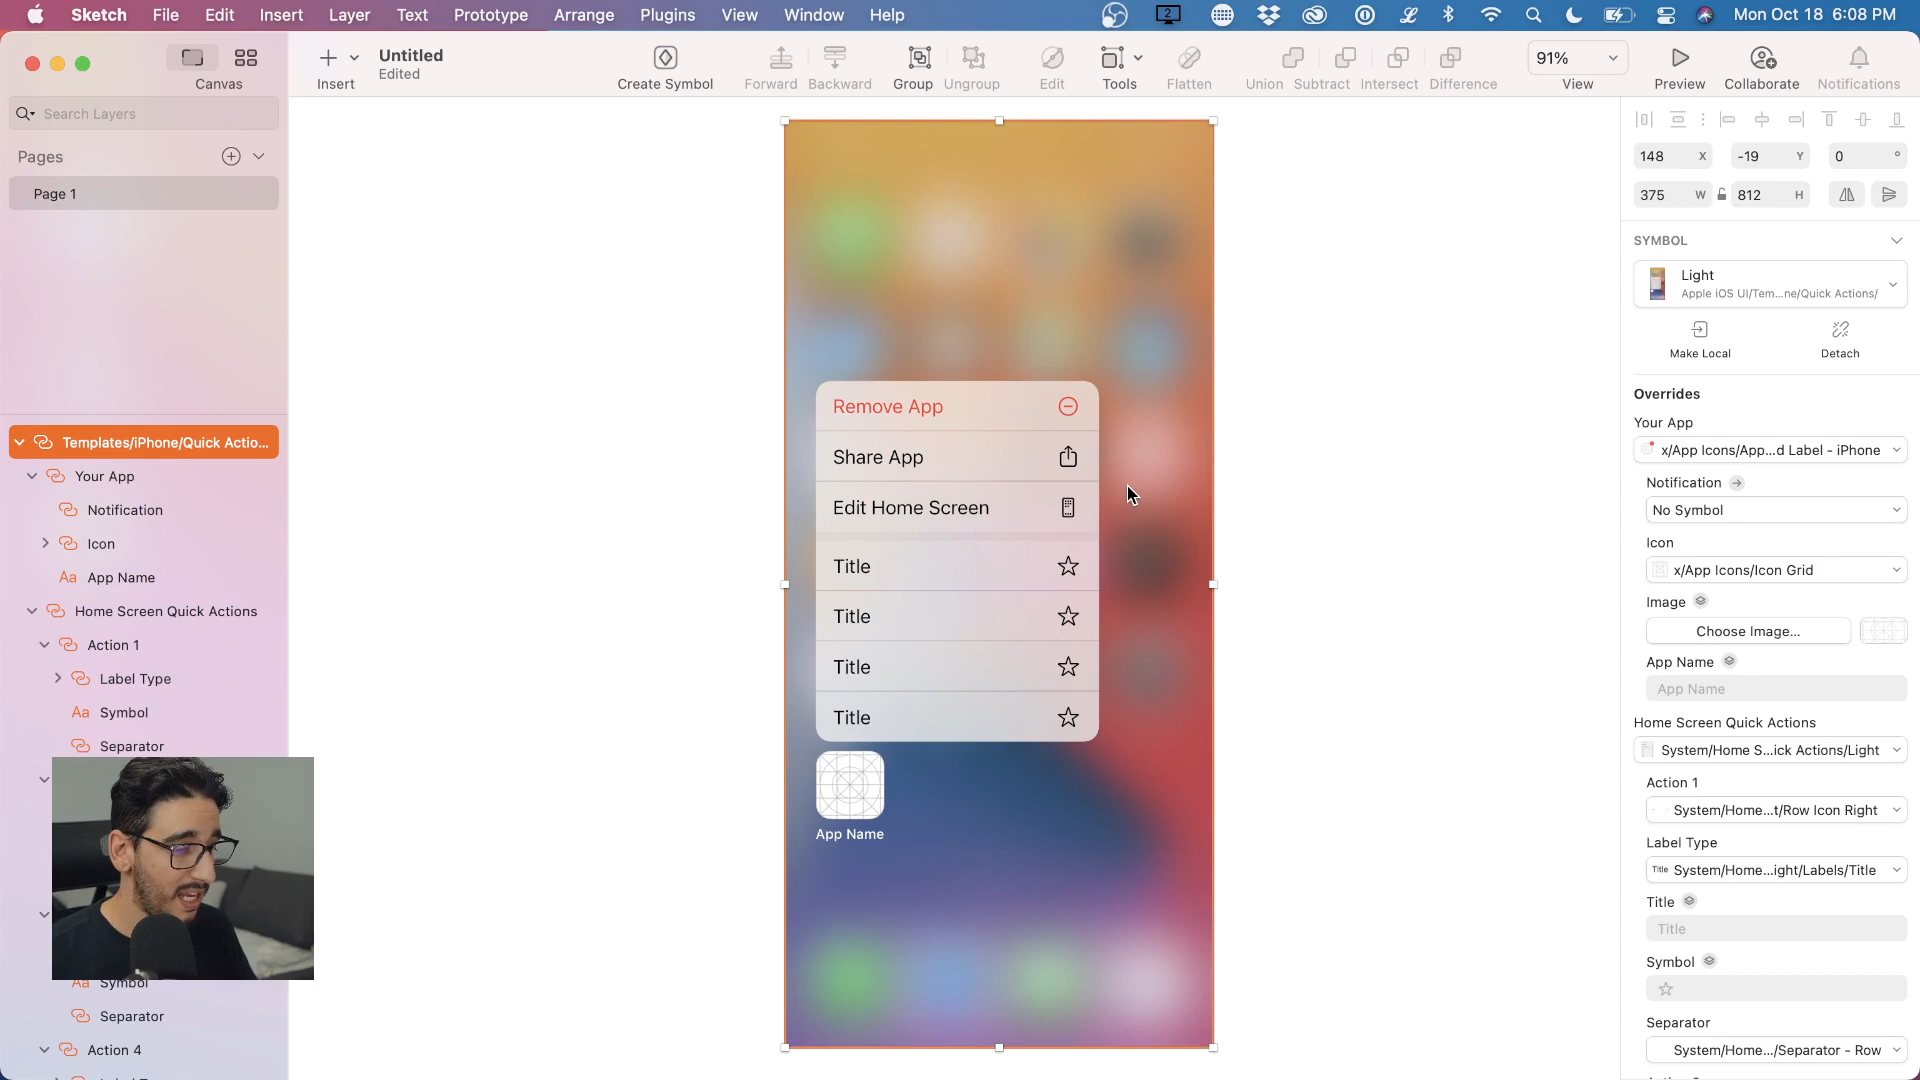 Sketch File Edit Insert Layer Text Prototype Arrange Plugins View Window Help 2 Mon Oct 18 6:08 PM
Canvas
Insert
Untitled
Edited
Create Symbol
Forward Backward
Group Ungroup
Edit
Tools
Flatten
Union Subtract Intersect Difference
91%
View
Preview Collaborate Notifications
Search Layers
Pages
Page 1
Templates/iPhone/Quick Actio...
Your App
Notification
Icon
Aa App Name
Home Screen Quick Actions
Action 1
Label Type
Aa Symbol
Separator
Aa Symbol
Separator
Action 4
Remove App
Share App
Edit Home Screen
Title
Title
Title
Title
App Name
148 X -19 Y 0 °
375 W 812 H
SYMBOL
Light
Apple iOS UI/Tem...ne/Quick Actions/
Make Local Detach
Overrides
Your App
x/App Icons/App...d Label - iPhone
Notification
No Symbol
Icon
x/App Icons/Icon Grid
Image
Choose Image...
App Name
App Name
Home Screen Quick Actions
System/Home S...ick Actions/Light
Action 1
System/Home...t/Row Icon Right
Label Type
Title System/Home...ight/Labels/Title
Title
Title
Symbol
Separator
System/Home.../Separator - Row